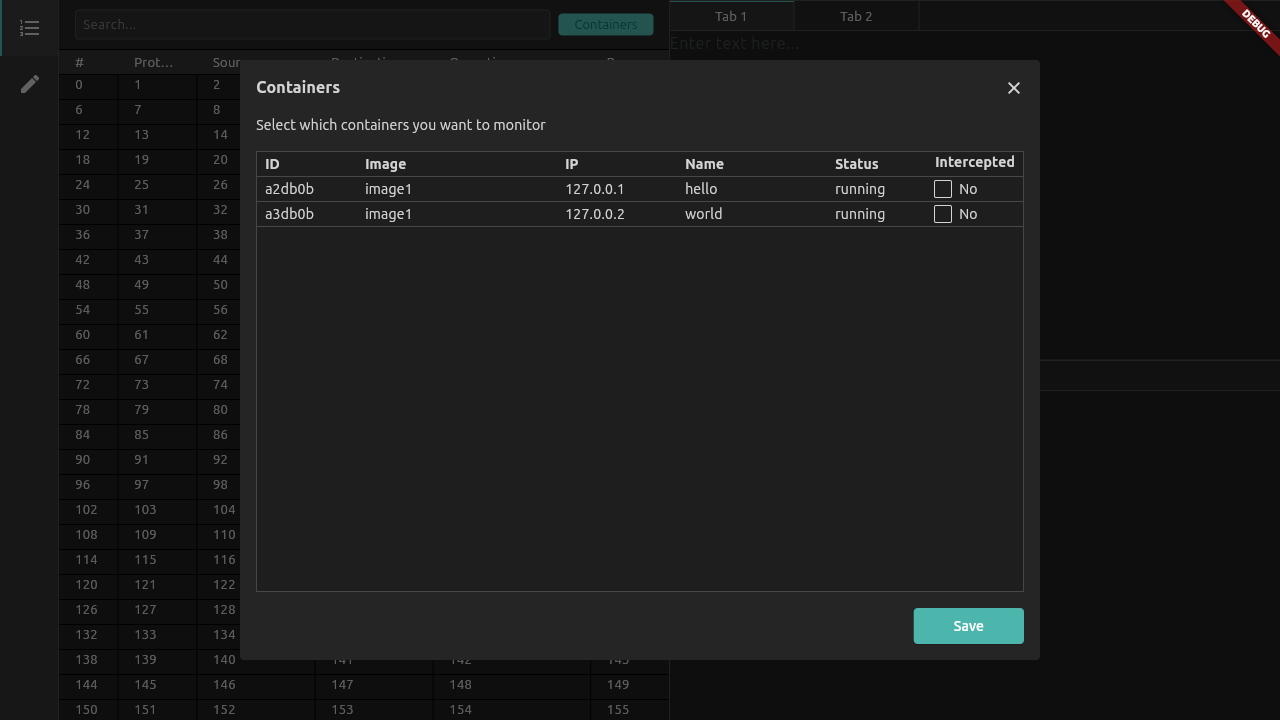 Search... Containers Tab 1 Tab 2 DEBUG
Enter text here...
# Prot... Sour
0 1 2
6 7 8
12 13 14
18 19 20
24 25 26
30 31 32
36 37 38
42 43 44
48 49 50
54 55 56
60 61 62
66 67 68
72 73 74
78 79 80
84 85 86
90 91 92
96 97 98
102 103 104
108 109 110
114 115 116
120 121 122
126 127 128
132 133 134
138 139 140 141 142 143
144 145 146 147 148 149
150 151 152 153 154 155
Containers
Select which containers you want to monitor
ID Image IP Name Status Intercepted
a2db0b image1 127.0.0.1 hello running No
a3db0b image1 127.0.0.2 world running No
Save